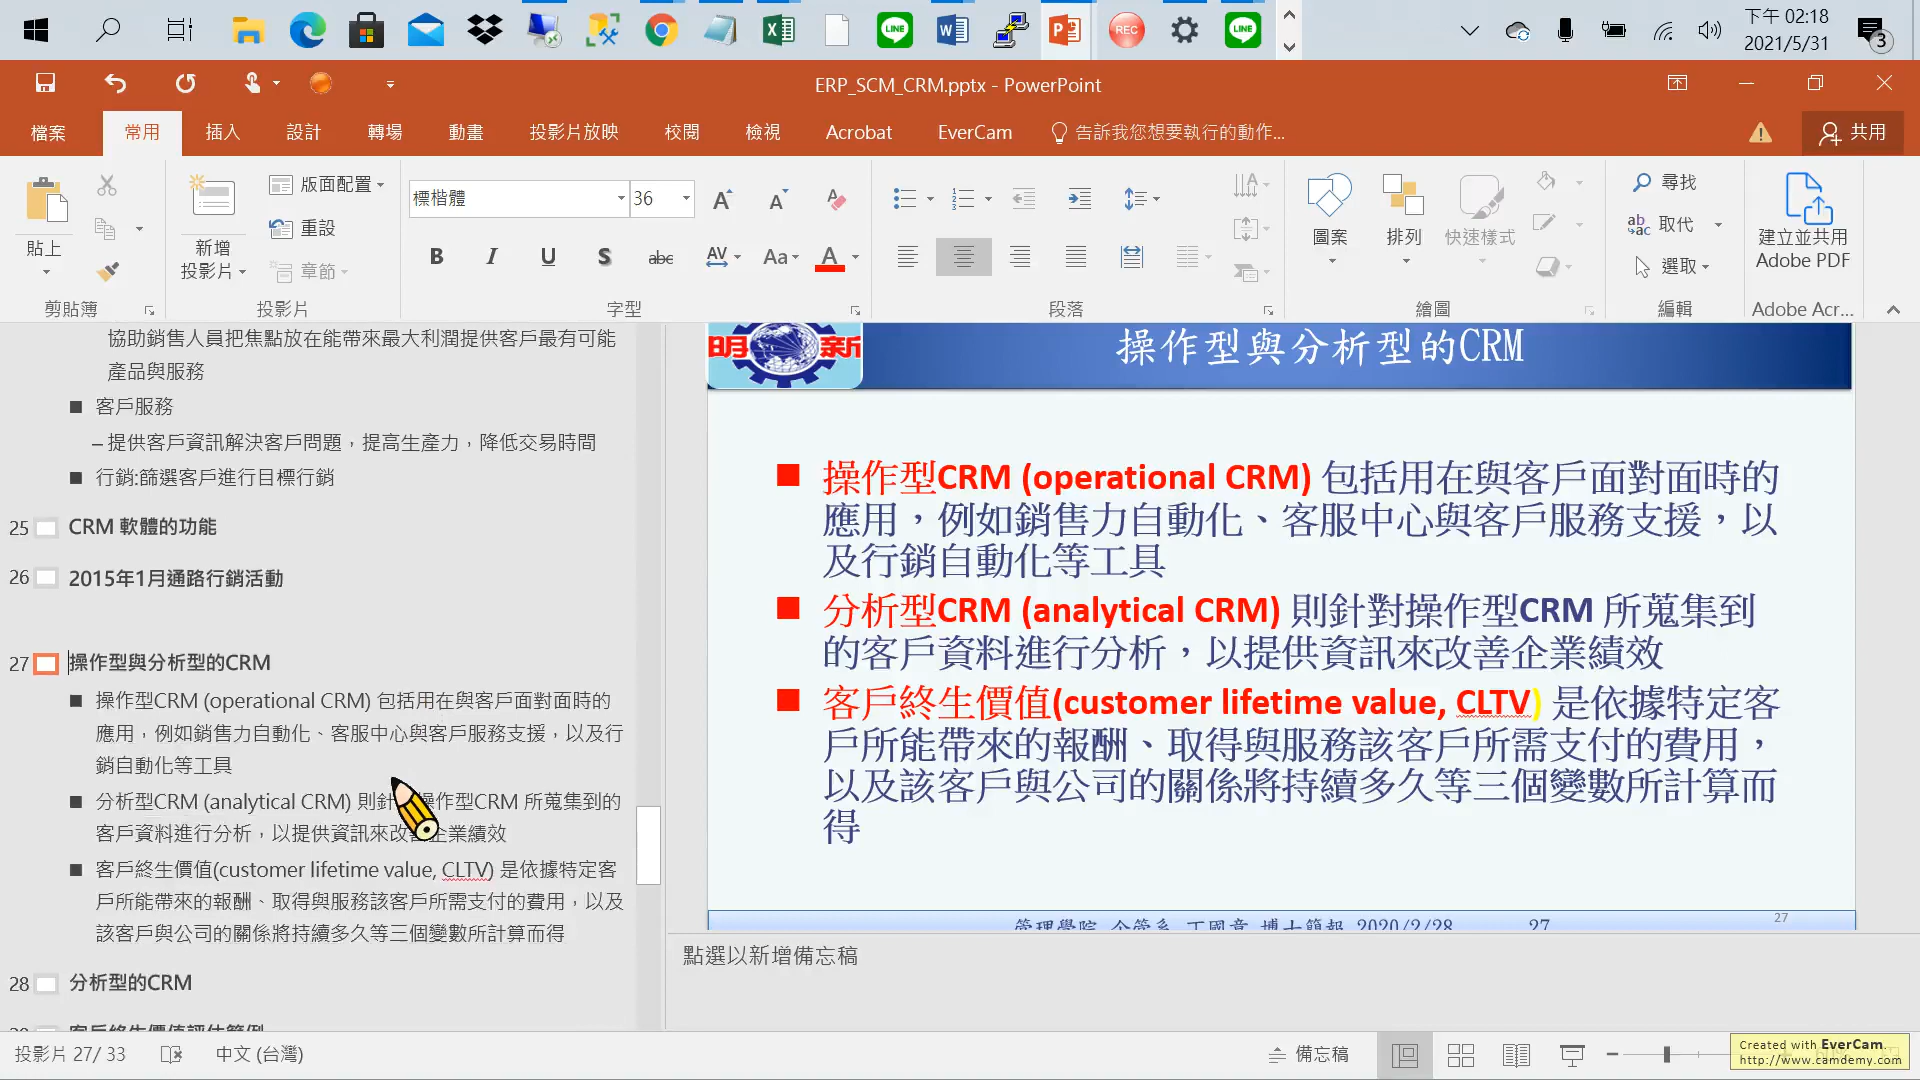 下午 02:18
2021/5/31
3
ERP_SCM_CRM.pptx - PowerPoint
檔案
常用
插入
設計
轉場
動畫
投影片放映
校閱
檢視
Acrobat
EverCam
告訴我您想要執行的動作...
共用
貼上
剪貼簿
新增
投影片
版面配置
重設
章節
投影片
標楷體
36
字型
段落
圖案
排列
快速樣式
繪圖
尋找
取代
選取
編輯
建立並共用
Adobe PDF
Adobe Acr...
協助銷售人員把焦點放在能帶來最大利潤提供客戶最有可能
產品與服務
■ 客戶服務
– 提供客戶資訊解決客戶問題，提高生產力，降低交易時間
■ 行銷:篩選客戶進行目標行銷
25 CRM 軟體的功能
26 2015年1月通路行銷活動
27 操作型與分析型的CRM
■ 操作型CRM (operational CRM) 包括用在與客戶面對面時的
應用，例如銷售力自動化、客服中心與客戶服務支援，以及行
銷自動化等工具
■ 分析型CRM (analytical CRM) 則針 操作型CRM 所蒐集到的
客戶資料進行分析，以提供資訊來改善企業績效
■ 客戶終生價值(customer lifetime value, CLTV) 是依據特定客
戶所能帶來的報酬、取得與服務該客戶所需支付的費用，以及
該客戶與公司的關係將持續多久等三個變數所計算而得
28 分析型的CRM
明新
操作型與分析型的CRM
■ 操作型CRM (operational CRM) 包括用在與客戶面對面時的
應用，例如銷售力自動化、客服中心與客戶服務支援，以
及行銷自動化等工具
■ 分析型CRM (analytical CRM) 則針對操作型CRM 所蒐集到
的客戶資料進行分析，以提供資訊來改善企業績效
■ 客戶終生價值(customer lifetime value, CLTV) 是依據特定客
戶所能帶來的報酬、取得與服務該客戶所需支付的費用，
以及該客戶與公司的關係將持續多久等三個變數所計算而
得
2020/2/28 27
27
點選以新增備忘稿
投影片 27/ 33
中文 (台灣)
備忘稿
Created with EverCam.
http://www.camdemy.com